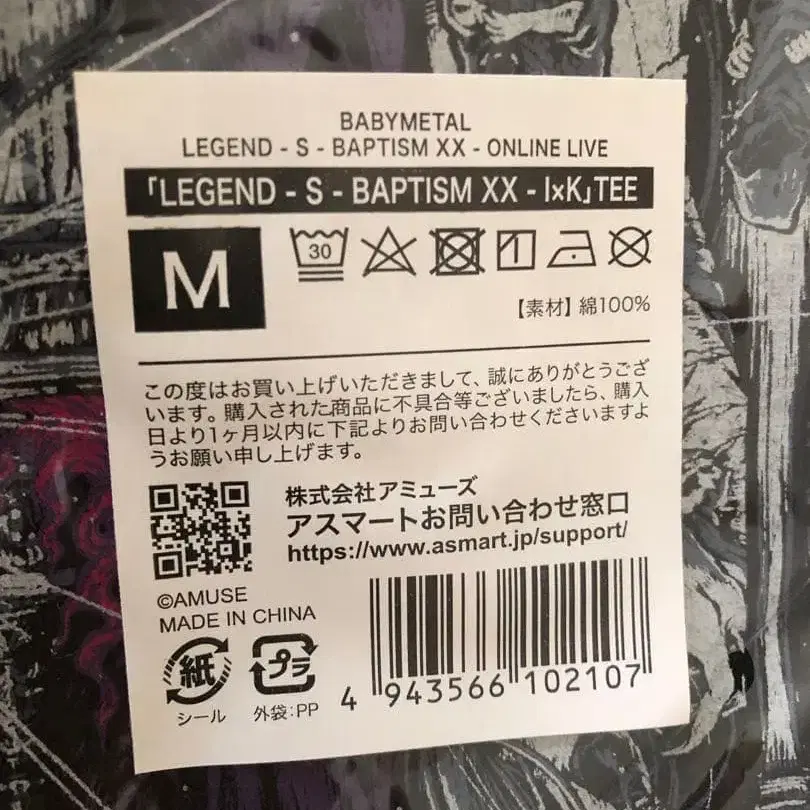 BABYMETAL
LEGEND - S - BAPTISM XX - ONLINE LIVE
「LEGEND - S - BAPTISM XX - I×K」TEE
M
30
【素材】綿100%
この度はお買い上げいただきまして、誠にありがとうござ
います。購入された商品に不具合等ございましたら、購入
日より1ヶ月以内に下記よりお問い合わせくださいますよ
うお願い申し上げます。
株式会社アミューズ
アスマートお問い合わせ窓口
https://www.asmart.jp/support/
©AMUSE
MADE IN CHINA
紙
シール
プラ
外袋:PP
4 943566 102107